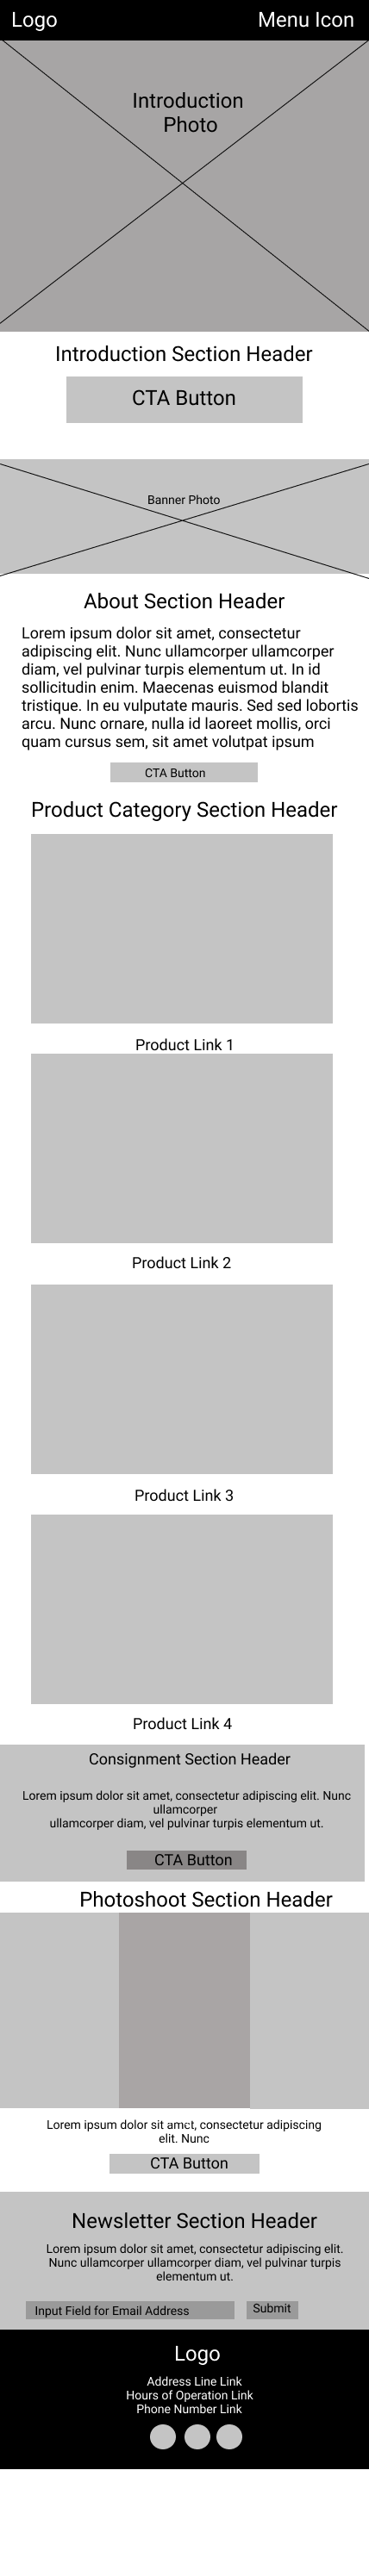 Logo
Menu Icon
Introduction
Photo
Introduction Section Header
CTA Button
Banner Photo
About Section Header
Lorem ipsum dolor sit amet, consectetur
adipiscing elit. Nunc ullamcorper ullamcorper
diam, vel pulvinar turpis elementum ut. In id
sollicitudin enim. Maecenas euismod blandit
tristique. In eu vulputate mauris. Sed sed lobortis
arcu. Nunc ornare, nulla id laoreet mollis, orci
quam cursus sem, sit amet volutpat ipsum
CTA Button
Product Category Section Header
Product Link 1
Product Link 2
Product Link 3
Product Link 4
Consignment Section Header
Lorem ipsum dolor sit amet, consectetur adipiscing elit. Nunc
ullamcorper
ullamcorper diam, vel pulvinar turpis elementum ut.
CTA Button
Photoshoot Section Header
Lorem ipsum dolor sit amet, consectetur adipiscing
elit. Nunc
CTA Button
Newsletter Section Header
Lorem ipsum dolor sit amet, consectetur adipiscing elit.
Nunc ullamcorper ullamcorper diam, vel pulvinar turpis
elementum ut.
Input Field for Email Address
Submit
Logo
Address Line Link
Hours of Operation Link
Phone Number Link